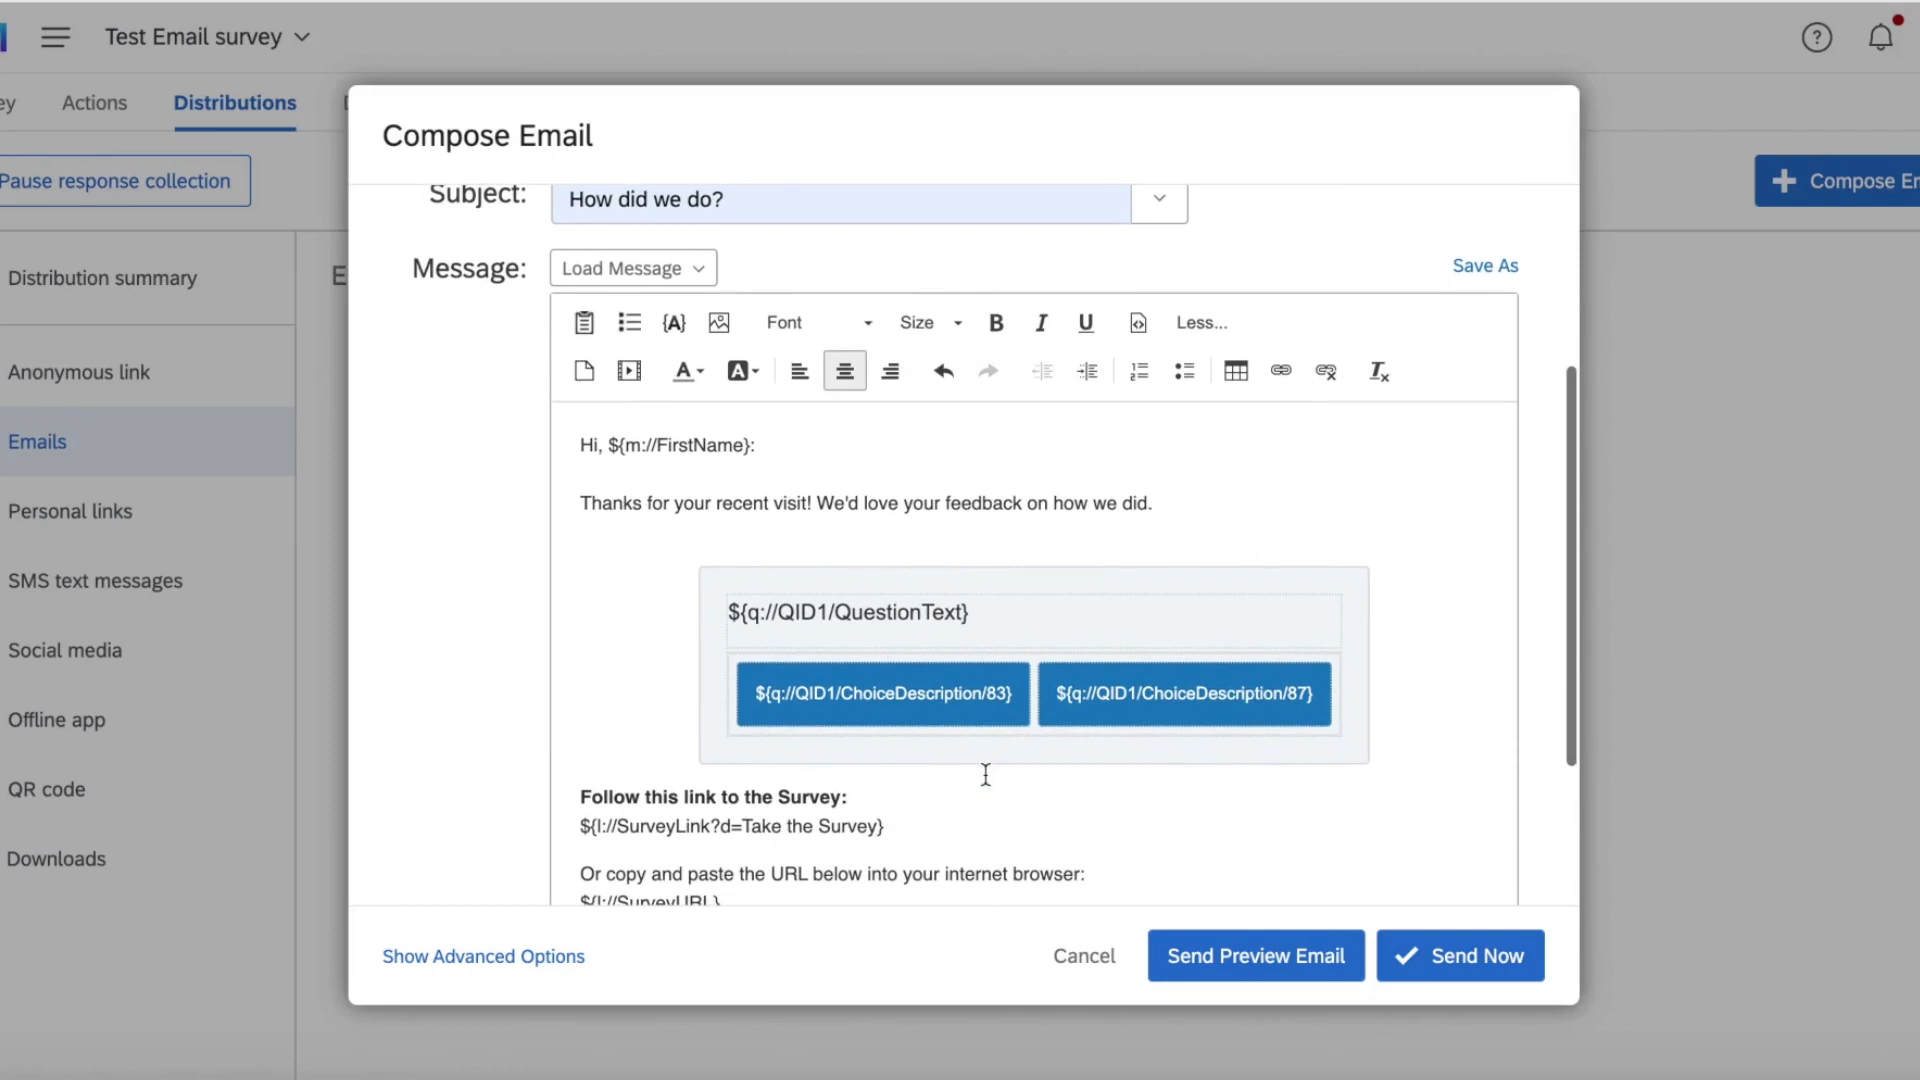 Test Email survey
ey
Actions
Distributions
Pause response collection
Compose Em
Distribution summary
Anonymous link
Emails
Personal links
SMS text messages
Social media
Offline app
QR code
Downloads
E
Compose Email
Subject:
How did we do?
Message:
Load Message
Save As
Font
Size
Less...
Hi, ${m://FirstName}:
Thanks for your recent visit! We'd love your feedback on how we did.
${q://QID1/QuestionText}
${q://QID1/ChoiceDescription/83}
${q://QID1/ChoiceDescription/87}
Follow this link to the Survey:
${l://SurveyLink?d=Take the Survey}
Or copy and paste the URL below into your internet browser:
${l://SurveyURL}
Show Advanced Options
Cancel
Send Preview Email
Send Now